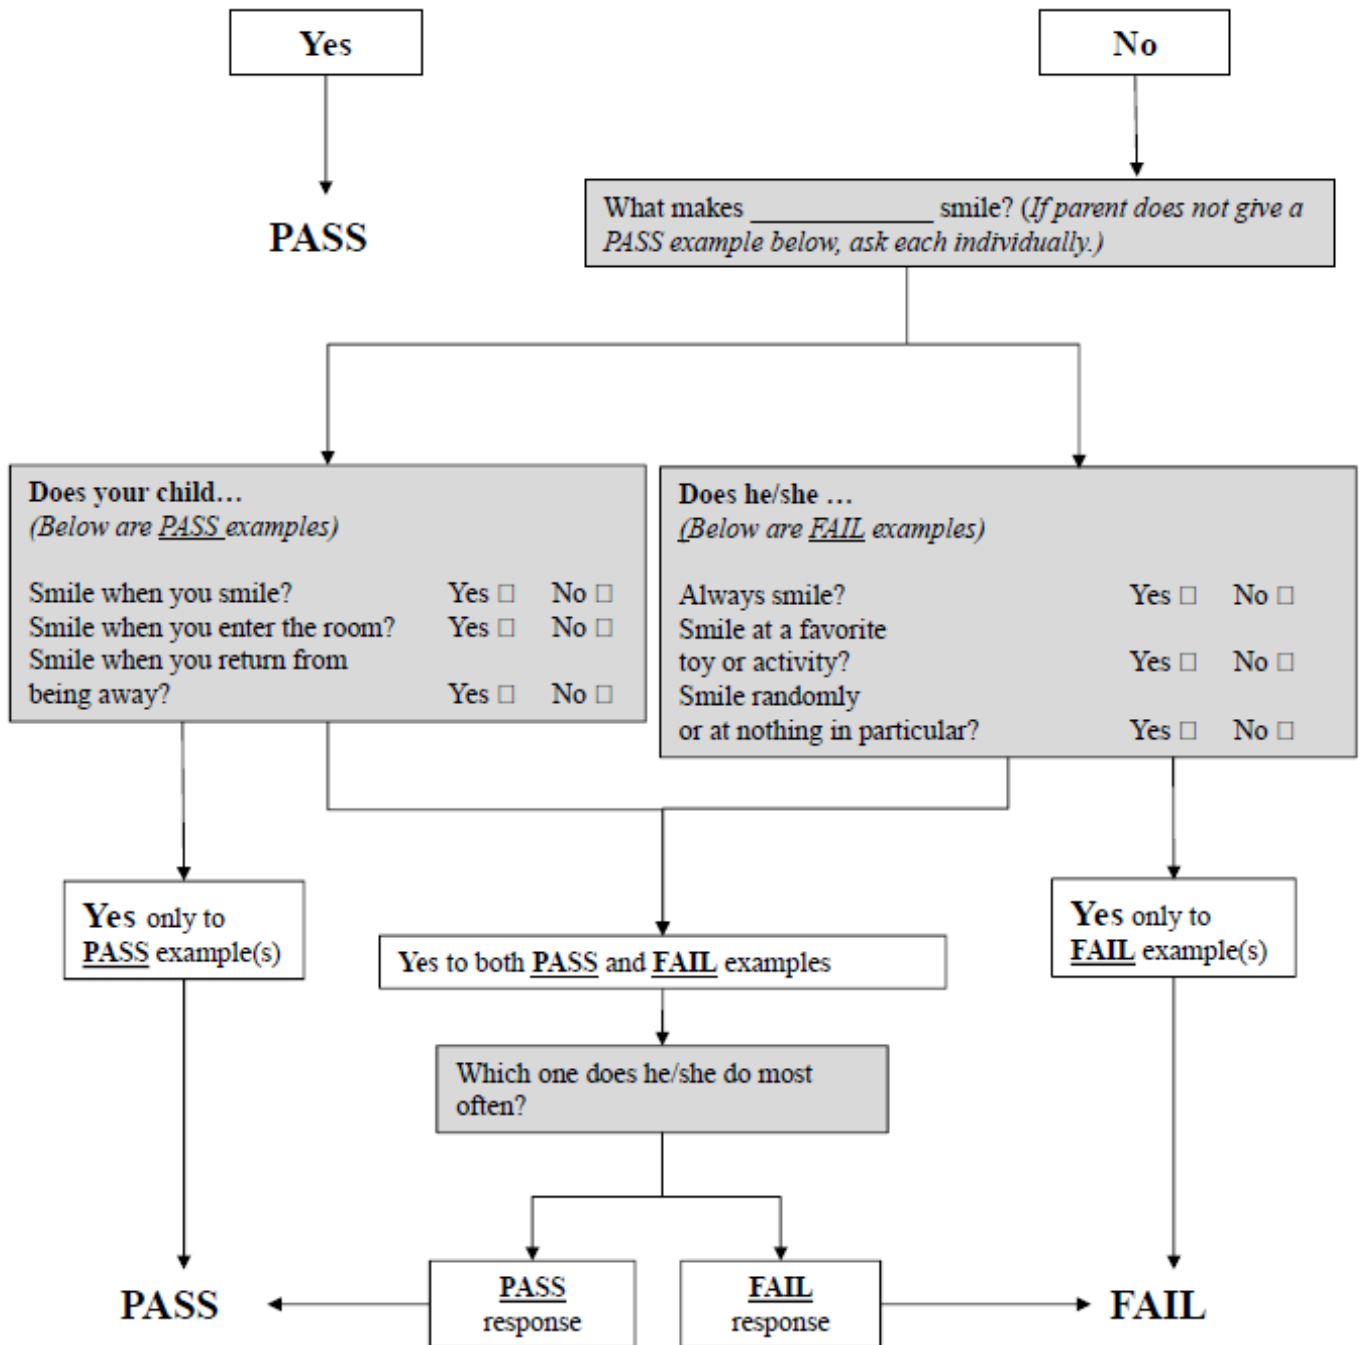 Yes
No
PASS
What makes _____________ smile? (If parent does not give a
PASS example below, ask each individually.)
Does your child…
(Below are PASS examples)
Smile when you smile? Yes □ No □
Smile when you enter the room? Yes □ No □
Smile when you return from
being away? Yes □ No □
Does he/she …
(Below are FAIL examples)
Always smile? Yes □ No □
Smile at a favorite
toy or activity? Yes □ No □
Smile randomly
or at nothing in particular? Yes □ No □
Yes only to
PASS example(s)
Yes to both PASS and FAIL examples
Yes only to
FAIL example(s)
Which one does he/she do most
often?
PASS
PASS
response
FAIL
response
FAIL